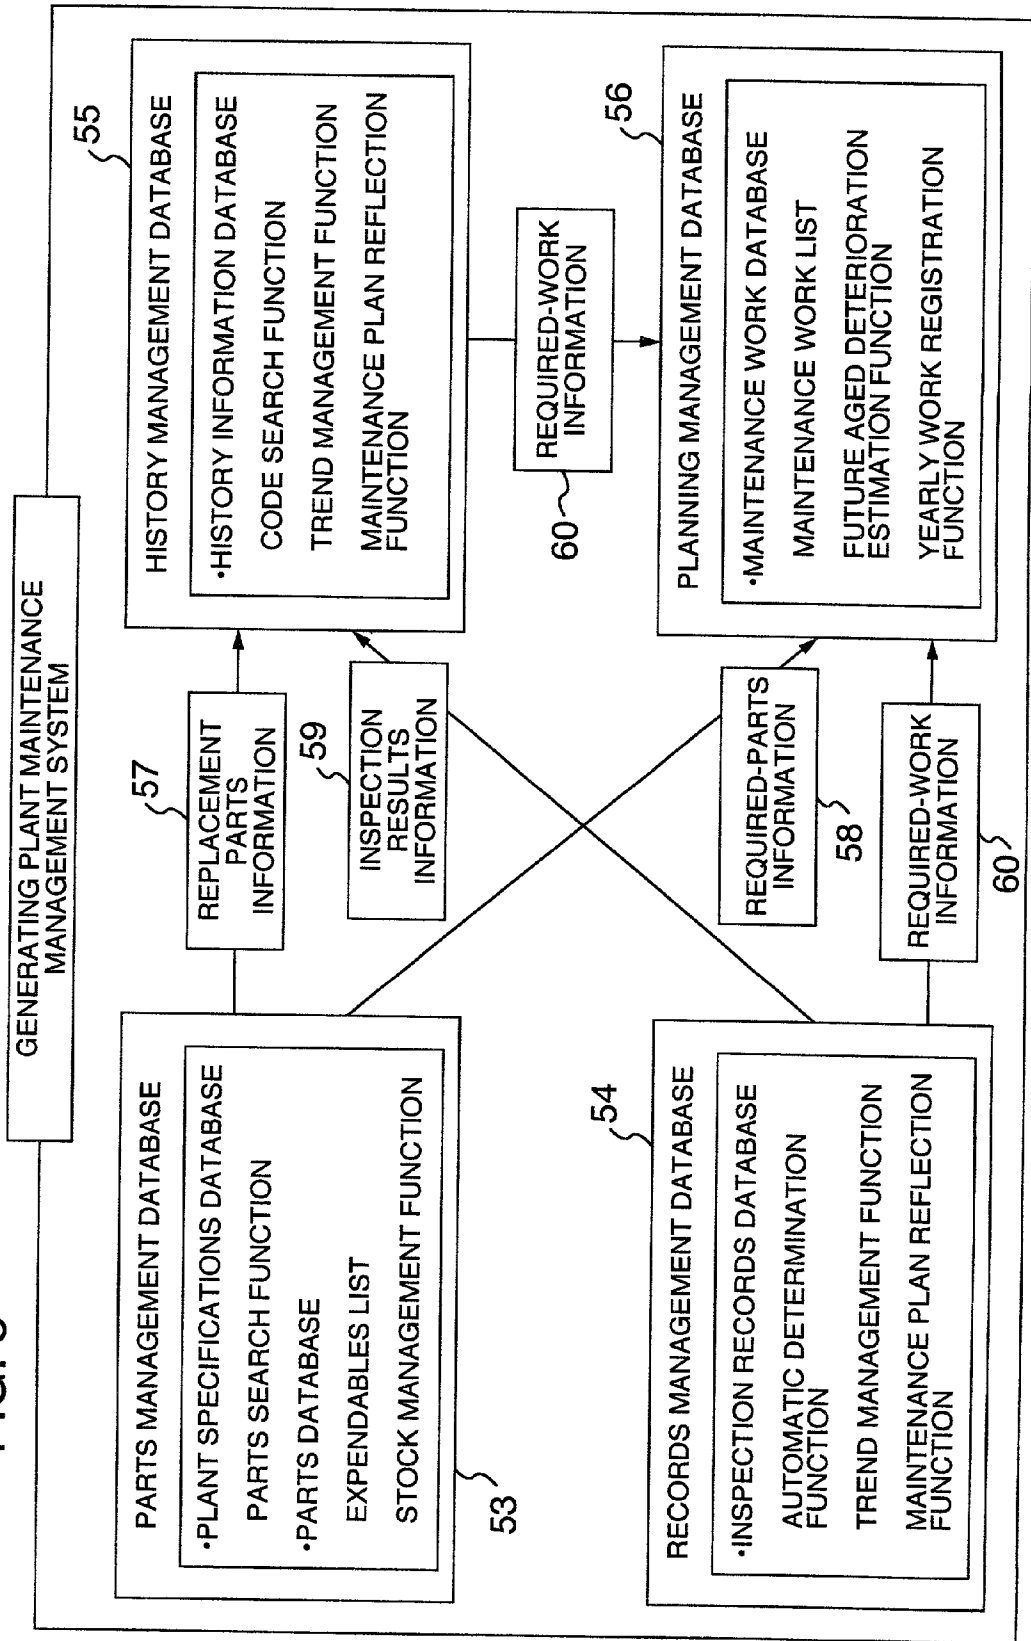 GENERATING PLANT MAINTENANCE
MANAGEMENT SYSTEM
PARTS MANAGEMENT DATABASE
•PLANT SPECIFICATIONS DATABASE
PARTS SEARCH FUNCTION
•PARTS DATABASE
EXPENDABLES LIST
STOCK MANAGEMENT FUNCTION
53
57
REPLACEMENT
PARTS
INFORMATION
59
INSPECTION
RESULTS
INFORMATION
55
HISTORY MANAGEMENT DATABASE
•HISTORY INFORMATION DATABASE
CODE SEARCH FUNCTION
TREND MANAGEMENT FUNCTION
MAINTENANCE PLAN REFLECTION
FUNCTION
60
REQUIRED-WORK
INFORMATION
54
RECORDS MANAGEMENT DATABASE
•INSPECTION RECORDS DATABASE
AUTOMATIC DETERMINATION
FUNCTION
TREND MANAGEMENT FUNCTION
MAINTENANCE PLAN REFLECTION
FUNCTION
REQUIRED-PARTS
INFORMATION
58
REQUIRED-WORK
INFORMATION
60
56
PLANNING MANAGEMENT DATABASE
•MAINTENANCE WORK DATABASE
MAINTENANCE WORK LIST
FUTURE AGED DETERIORATION
ESTIMATION FUNCTION
YEARLY WORK REGISTRATION
FUNCTION